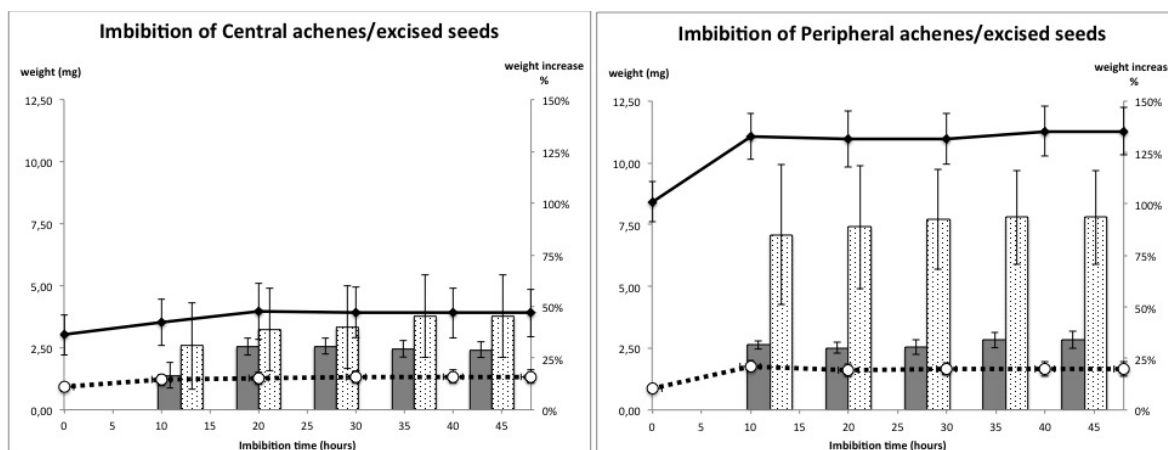 Imbibition of Central achenes/excised seeds
weight (mg)
weight increase
%
12,50
10,00
7,50
5,00
2,50
0,00
150%
125%
100%
75%
50%
25%
0%
0 5 10 15 20 25 30 35 40 45
Imbibition time (hours)
Imbibition of Peripheral achenes/excised seeds
weight (mg)
weight increase
%
12,50
10,00
7,50
5,00
2,50
0,00
150%
125%
100%
75%
50%
25%
0%
0 5 10 15 20 25 30 35 40 45
Imbibition time (hours)